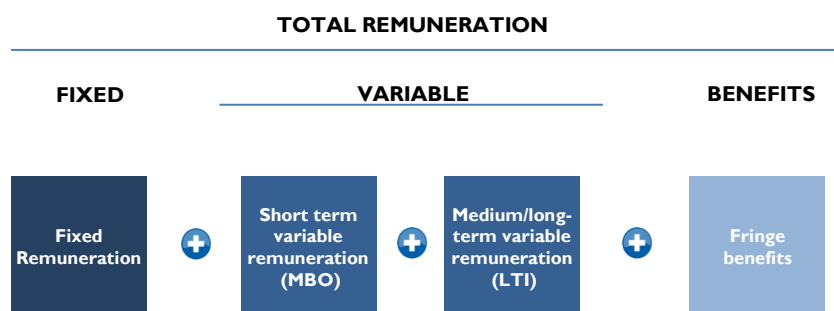 TOTAL REMUNERATION
FIXED
VARIABLE
BENEFITS
Fixed
Remuneration
Short term
variable
remuneration
(MBO)
Medium/long-
term variable
remuneration
(LTI)
Fringe
benefits